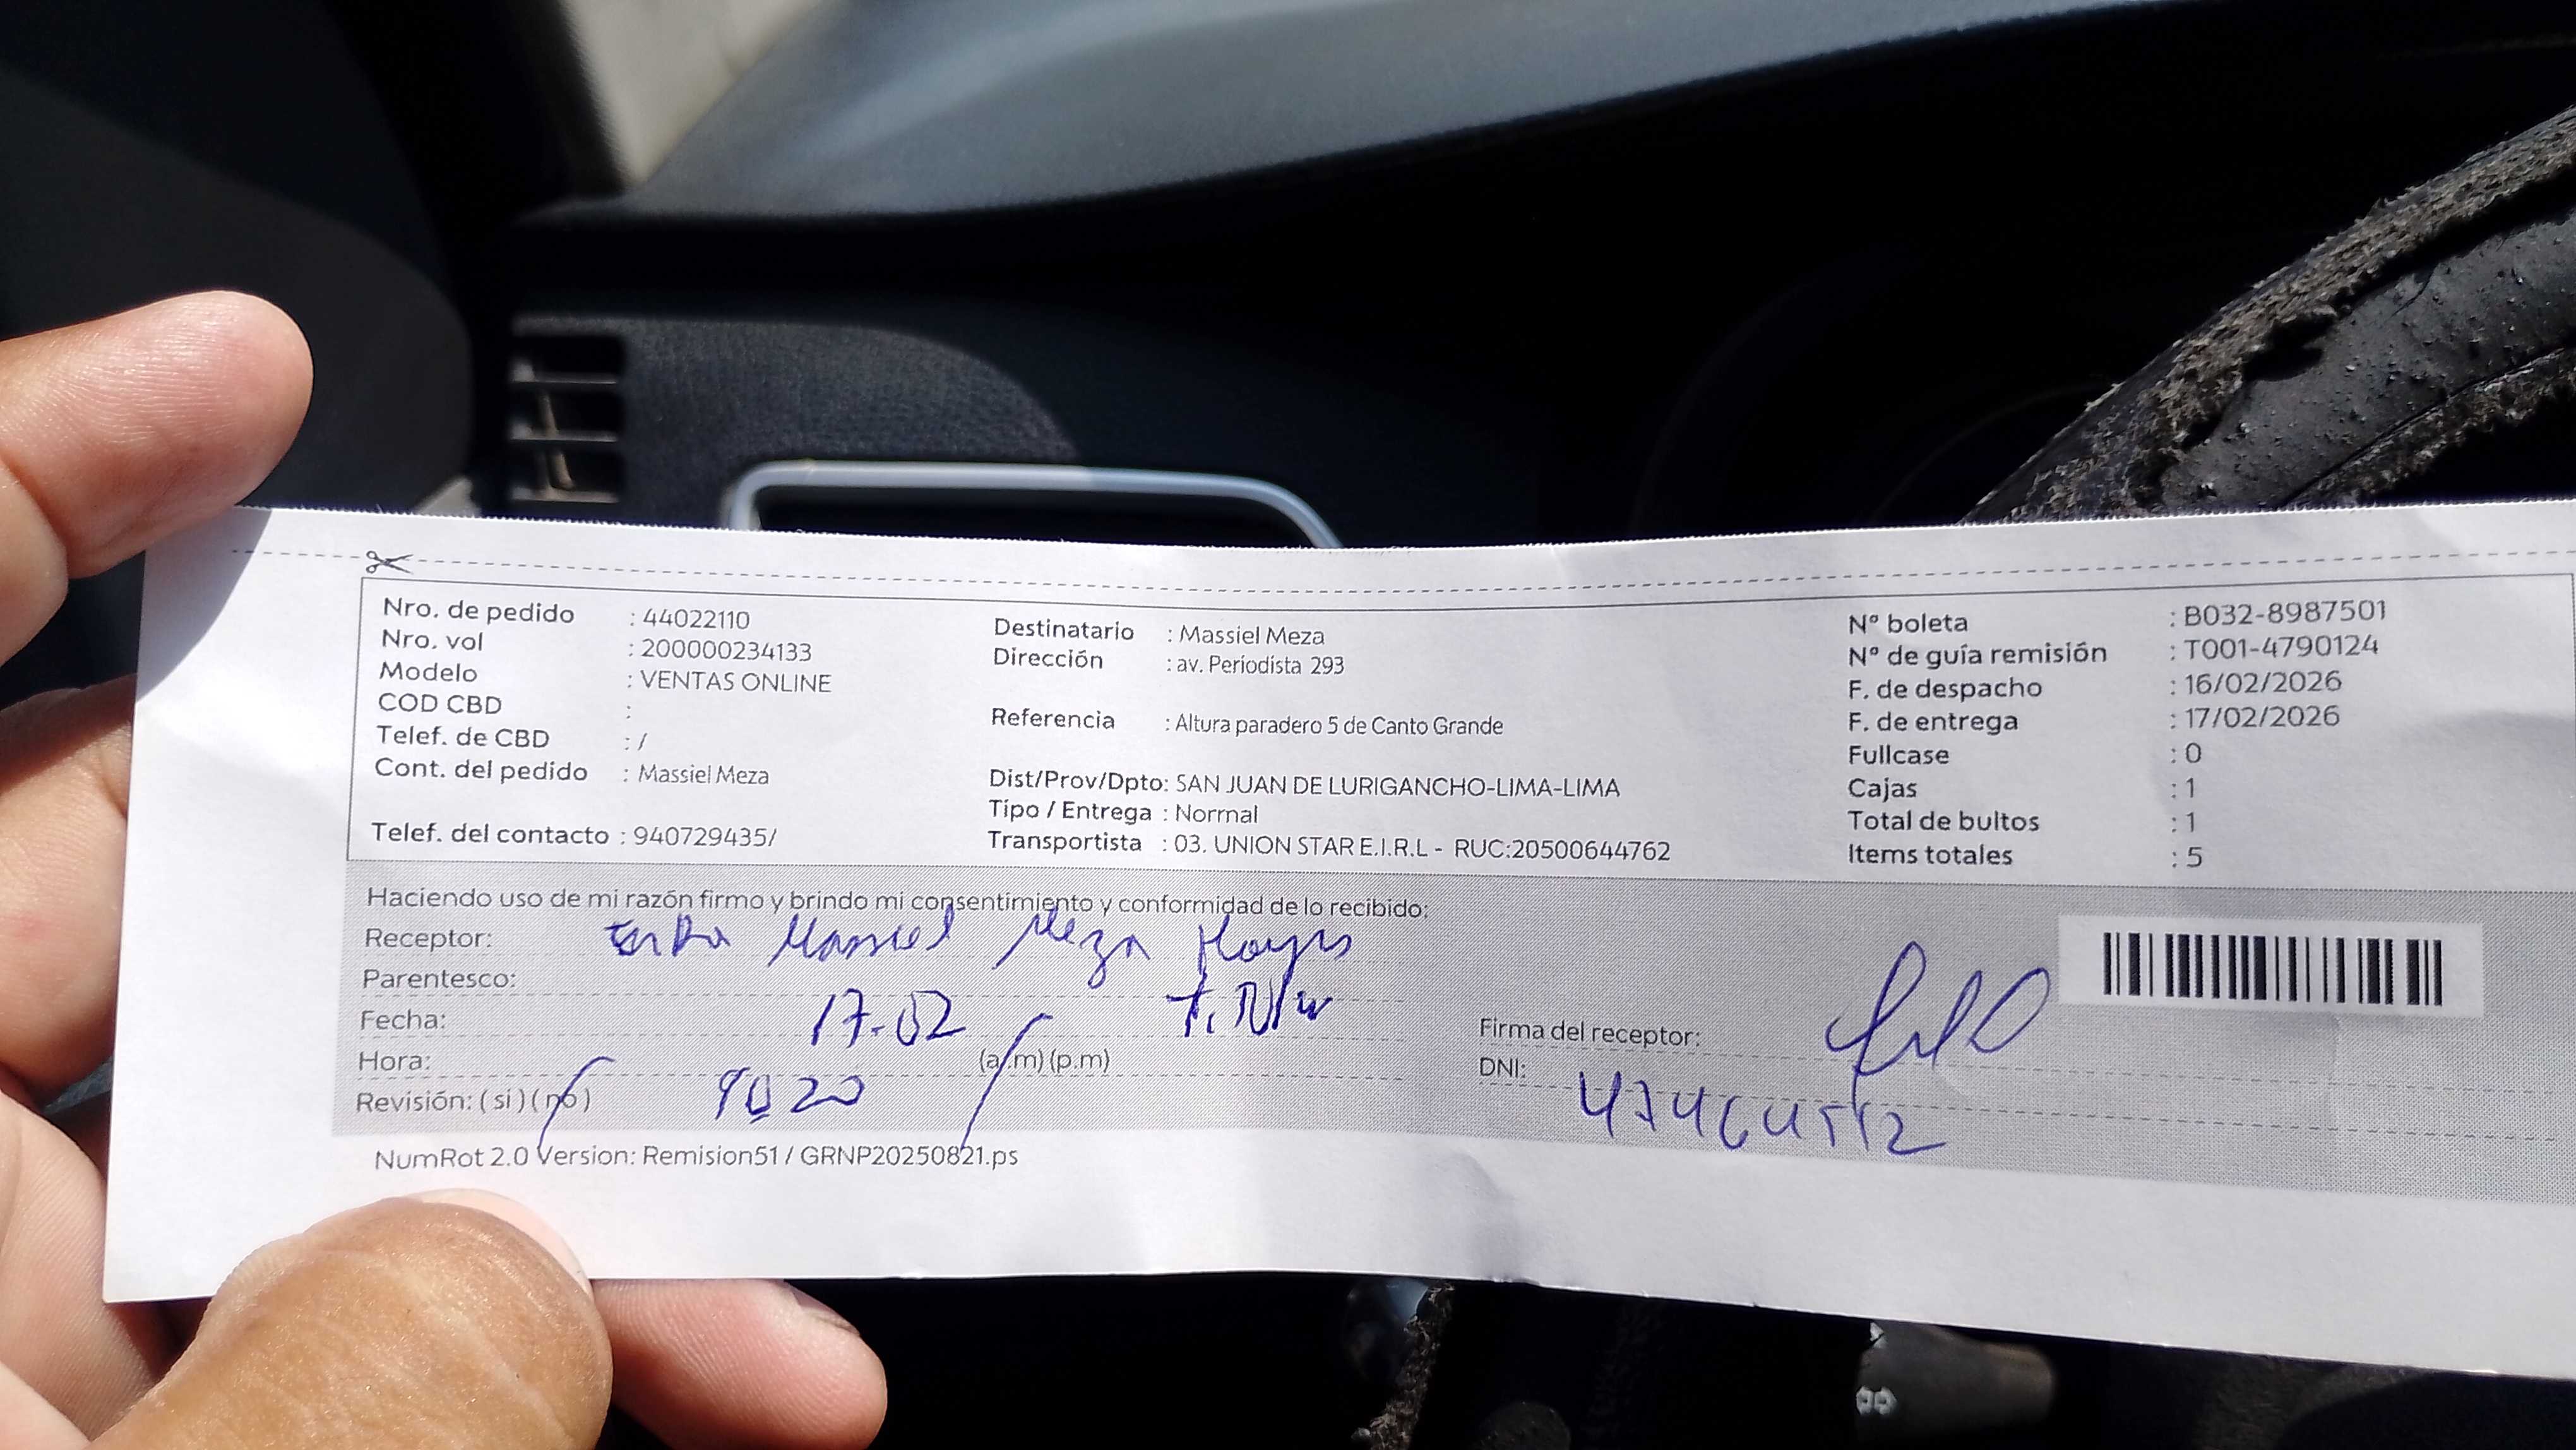 Nro. de pedido : 44022110
Nro. vol : 200000234133
Modelo : VENTAS ONLINE
COD CBD :
Telef. de CBD : /
Cont. del pedido : Massiel Meza
Telef. del contacto : 940729435/
Destinatario : Massiel Meza
Dirección : av. Periodista 293
Referencia : Altura paradero 5 de Canto Grande
Dist/Prov/Dpto: SAN JUAN DE LURIGANCHO-LIMA-LIMA
Tipo / Entrega : Normal
Transportista : 03. UNION STAR E.I.R.L - RUC:20500644762
Nº boleta : B032-8987501
Nº de guía remisión : T001-4790124
F. de despacho : 16/02/2026
F. de entrega : 17/02/2026
Fullcase : 0
Cajas : 1
Total de bultos : 1
Items totales : 5
Haciendo uso de mi razón firmo y brindo mi consentimiento y conformidad de lo recibido:
Receptor: Massiel Meza
Parentesco:
Fecha: 17-02
Hora: (a.m) (p.m)
Revisión: ( si ) ( no )
Firma del receptor:
DNI:
NumRot 2.0 Version: Remision51 / GRNP20250821.ps